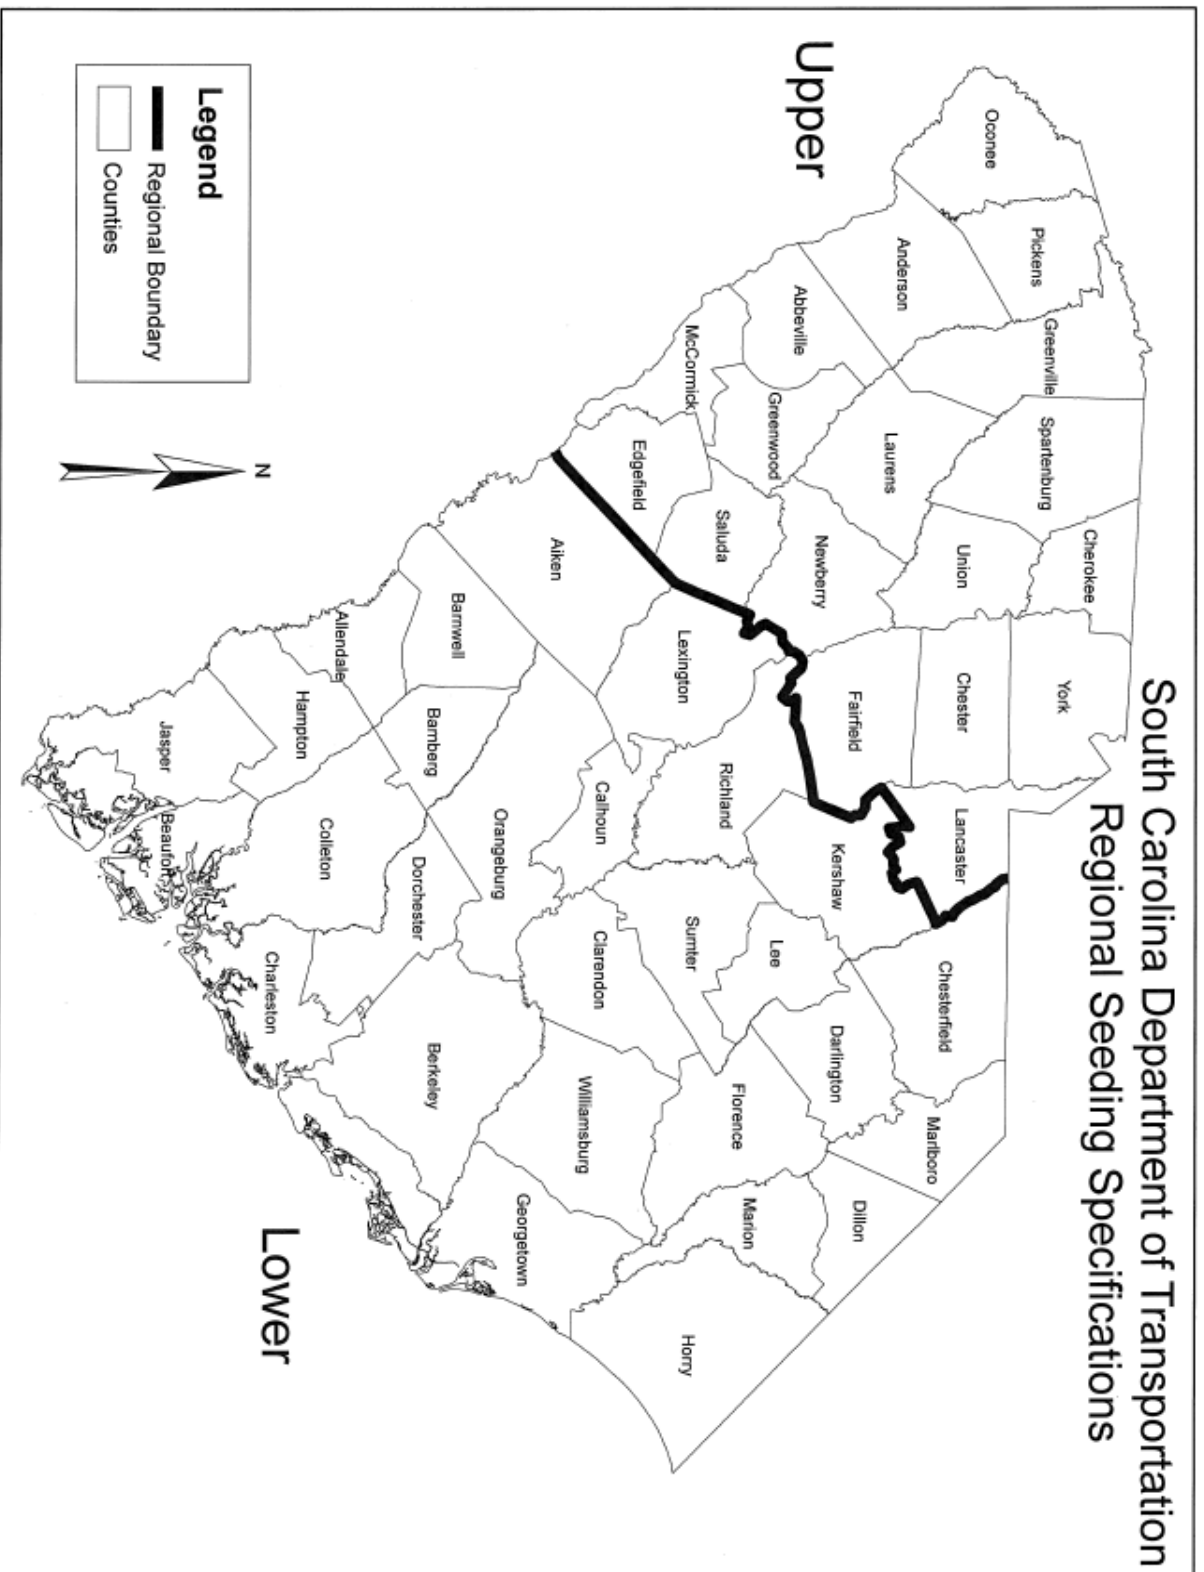 South Carolina Department of Transportation
Regional Seeding Specifications
Upper
Oconee
Pickens
Greenville
Spartenburg
Cherokee
York
Anderson
Laurens
Union
Chester
Lancaster
Chesterfield
Marlboro
Abbeville
Greenwood
Newberry
Fairfield
Kershaw
Darlington
Dillon
McCormick
Edgefield
Saluda
Lexington
Richland
Lee
Sumter
Florence
Marion
Horry
Aiken
Calhoun
Clarendon
Williamsburg
Barnwell
Orangeburg
Georgetown
Allendale
Bamberg
Dorchester
Berkeley
Hampton
Colleton
Charleston
Jasper
Beaufort
Lower
Legend
Regional Boundary
Counties
N